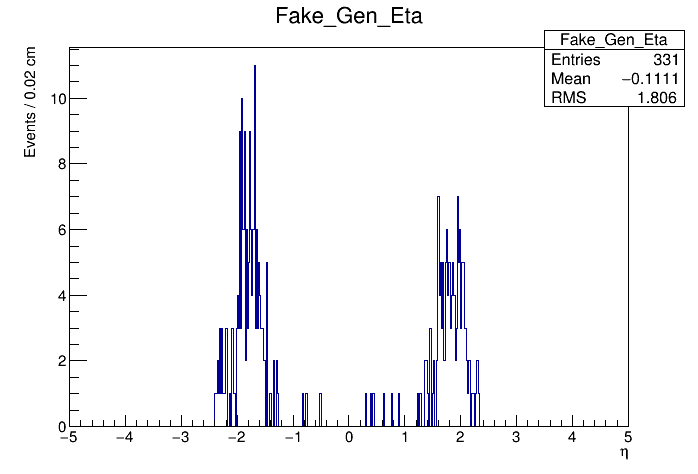 Fake_Gen_Eta
Fake_Gen_Eta
Entries 331
Mean −0.1111
RMS 1.806
Events / 0.02 cm
10
8
6
4
2
0
−5 −4 −3 −2 −1 0 1 2 3 4 5
η